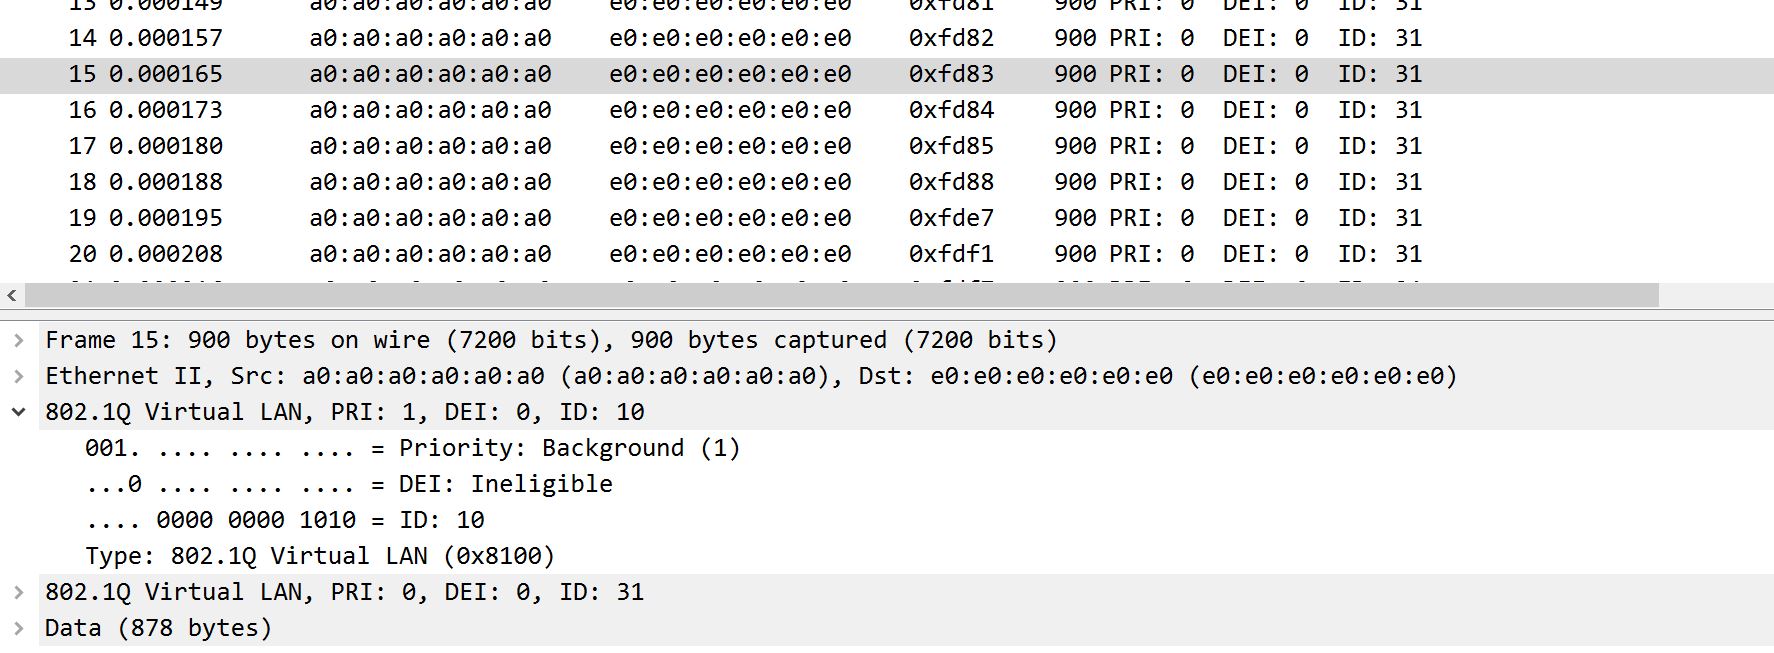 13 0.000149 a0:a0:a0:a0:a0:a0 e0:e0:e0:e0:e0:e0 0xfd81 900 PRI: 0 DEI: 0 ID: 31
14 0.000157 a0:a0:a0:a0:a0:a0 e0:e0:e0:e0:e0:e0 0xfd82 900 PRI: 0 DEI: 0 ID: 31
15 0.000165 a0:a0:a0:a0:a0:a0 e0:e0:e0:e0:e0:e0 0xfd83 900 PRI: 0 DEI: 0 ID: 31
16 0.000173 a0:a0:a0:a0:a0:a0 e0:e0:e0:e0:e0:e0 0xfd84 900 PRI: 0 DEI: 0 ID: 31
17 0.000180 a0:a0:a0:a0:a0:a0 e0:e0:e0:e0:e0:e0 0xfd85 900 PRI: 0 DEI: 0 ID: 31
18 0.000188 a0:a0:a0:a0:a0:a0 e0:e0:e0:e0:e0:e0 0xfd88 900 PRI: 0 DEI: 0 ID: 31
19 0.000195 a0:a0:a0:a0:a0:a0 e0:e0:e0:e0:e0:e0 0xfde7 900 PRI: 0 DEI: 0 ID: 31
20 0.000208 a0:a0:a0:a0:a0:a0 e0:e0:e0:e0:e0:e0 0xfdf1 900 PRI: 0 DEI: 0 ID: 31
Frame 15: 900 bytes on wire (7200 bits), 900 bytes captured (7200 bits)
Ethernet II, Src: a0:a0:a0:a0:a0:a0 (a0:a0:a0:a0:a0:a0), Dst: e0:e0:e0:e0:e0:e0 (e0:e0:e0:e0:e0:e0)
802.1Q Virtual LAN, PRI: 1, DEI: 0, ID: 10
001. .... .... .... = Priority: Background (1)
...0 .... .... .... = DEI: Ineligible
.... 0000 0000 1010 = ID: 10
Type: 802.1Q Virtual LAN (0x8100)
802.1Q Virtual LAN, PRI: 0, DEI: 0, ID: 31
Data (878 bytes)